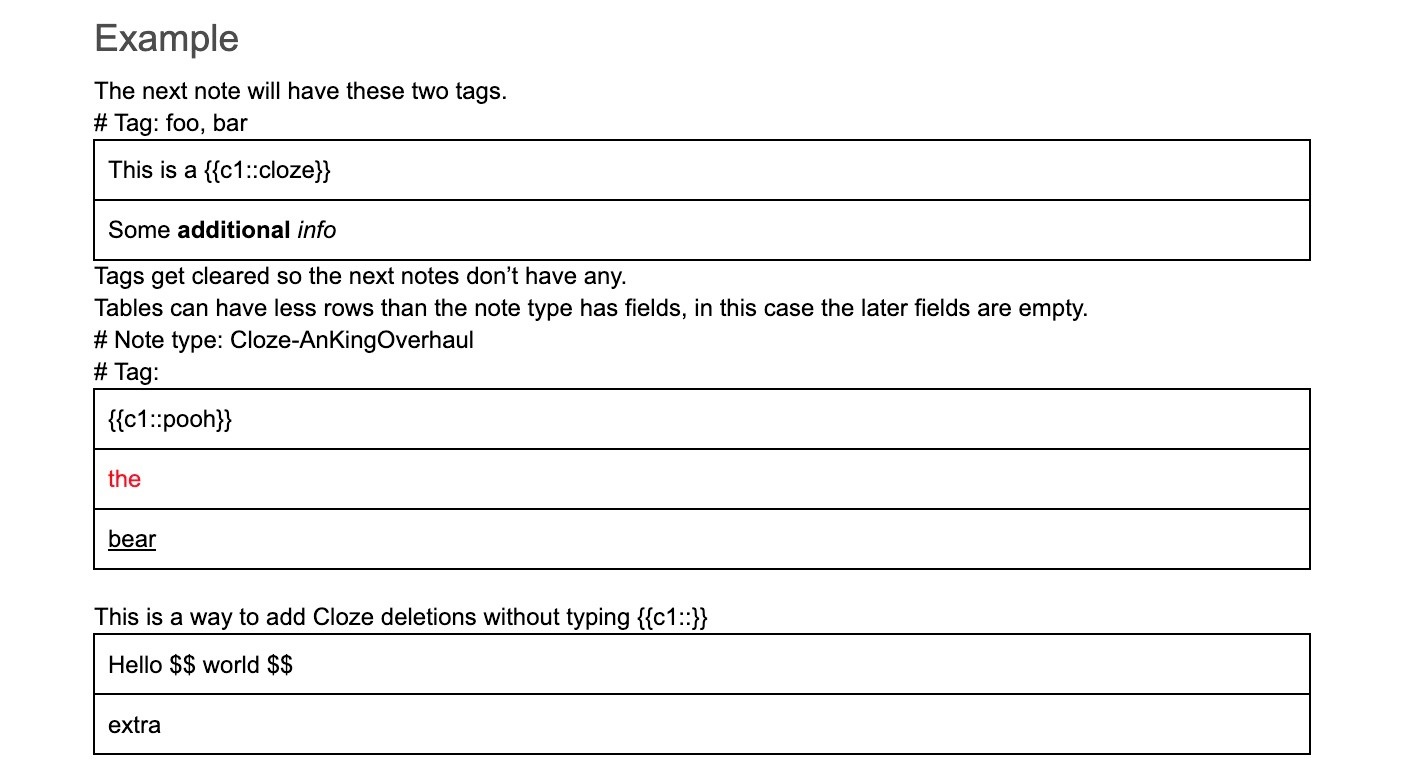 Example
The next note will have these two tags.
# Tag: foo, bar
This is a {{c1::cloze}}
Some additional info
Tags get cleared so the next notes don’t have any.
Tables can have less rows than the note type has fields, in this case the later fields are empty.
# Note type: Cloze-AnKingOverhaul
# Tag:
{{c1::pooh}}
the
bear
This is a way to add Cloze deletions without typing {{c1::}}
Hello $$ world $$
extra